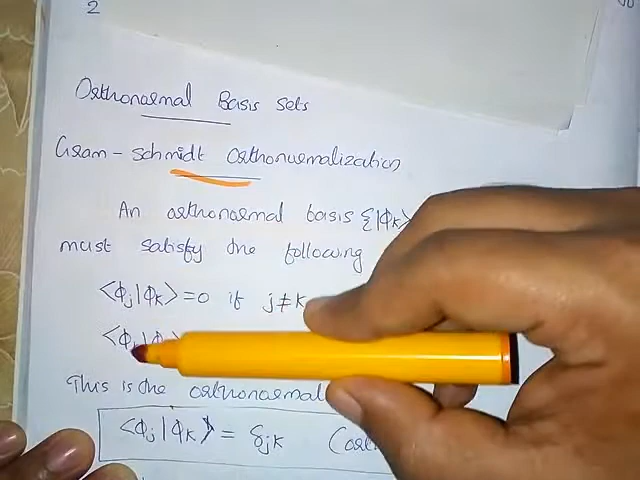 2
Orthonormal Basis sets
Gram - schmidt orthonormalization
An orthonormal basis {|ϕₖ⟩
must satisfy the following
⟨ϕⱼ|ϕₖ⟩=0 if j≠k
This is the orthonormal
⟨ϕⱼ|ϕₖ⟩ = δⱼₖ